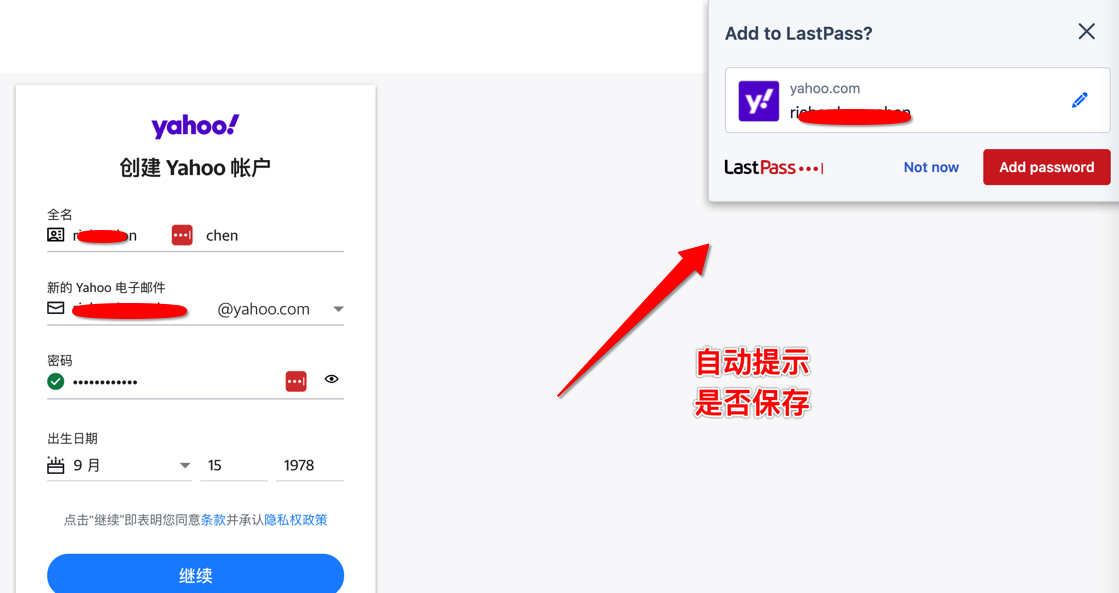 Add to LastPass?
yahoo.com
LastPass
Not now
Add password
yahoo!
创建 Yahoo 帐户
全名
chen
新的 Yahoo 电子邮件
@yahoo.com
密码
出生日期
9 月 15 1978
点击“继续”即表明您同意条款并承认隐私权政策
继续
自动提示
是否保存